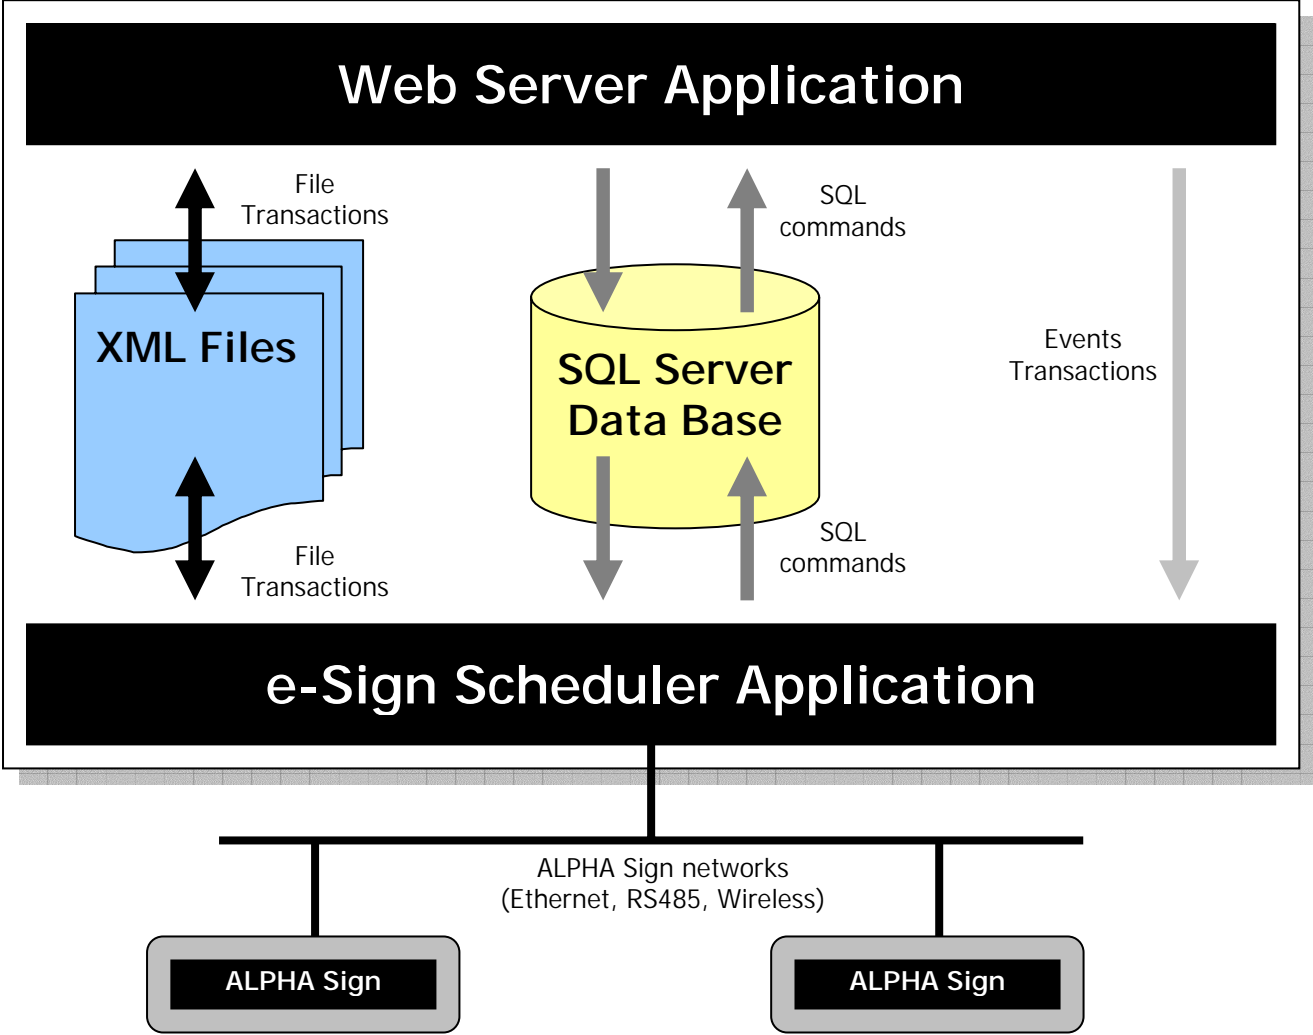 Web Server Application
File
Transactions
SQL
commands
XML Files
SQL Server
Data Base
Events
Transactions
File
Transactions
SQL
commands
e-Sign Scheduler Application
ALPHA Sign networks
(Ethernet, RS485, Wireless)
ALPHA Sign
ALPHA Sign